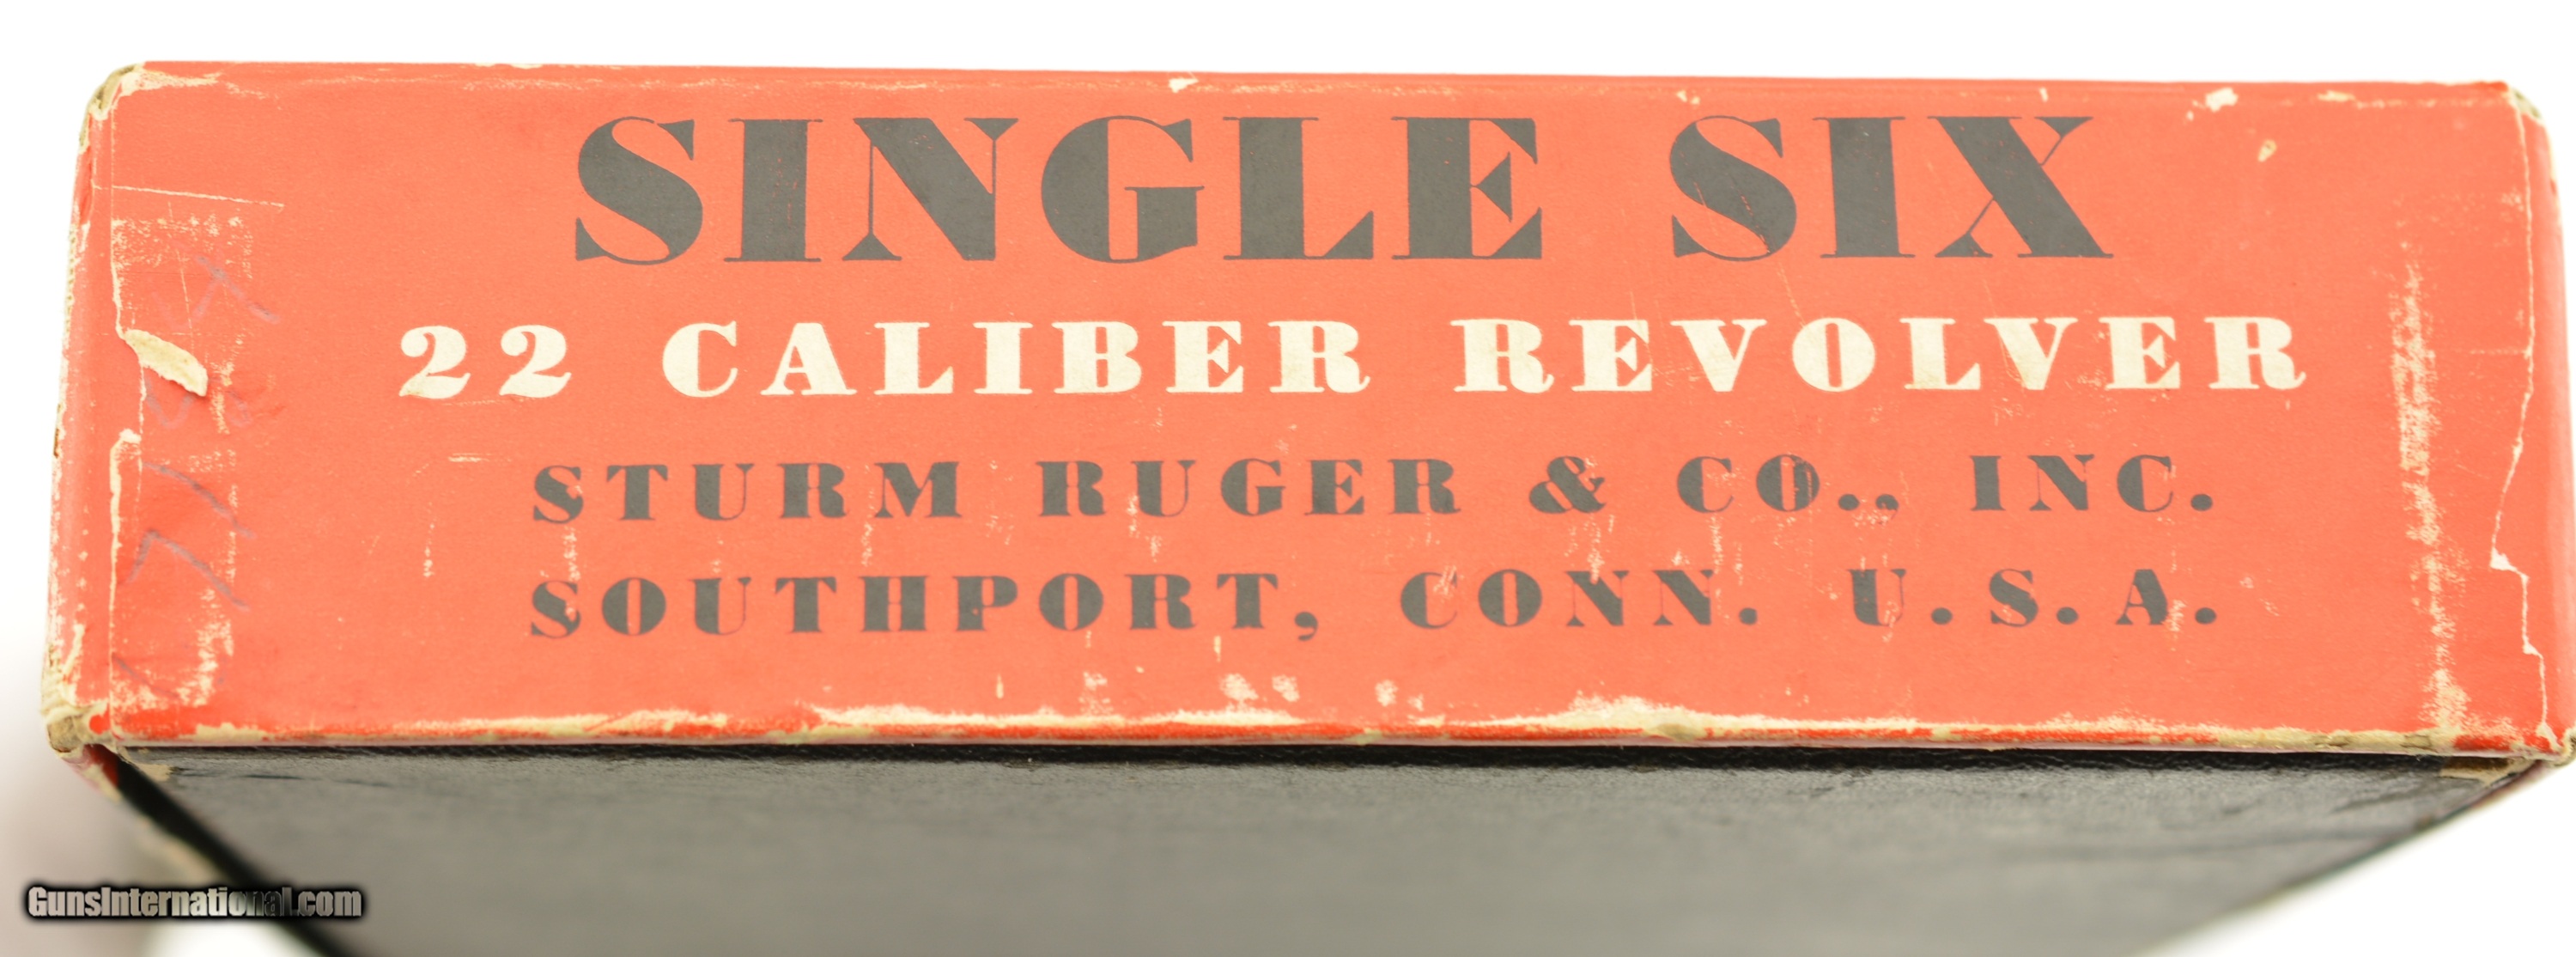 SINGLE SIX
22 CALIBER REVOLVER
STURM RUGER & CO., INC.
SOUTHPORT, CONN. U.S.A.
GunsInternational.com